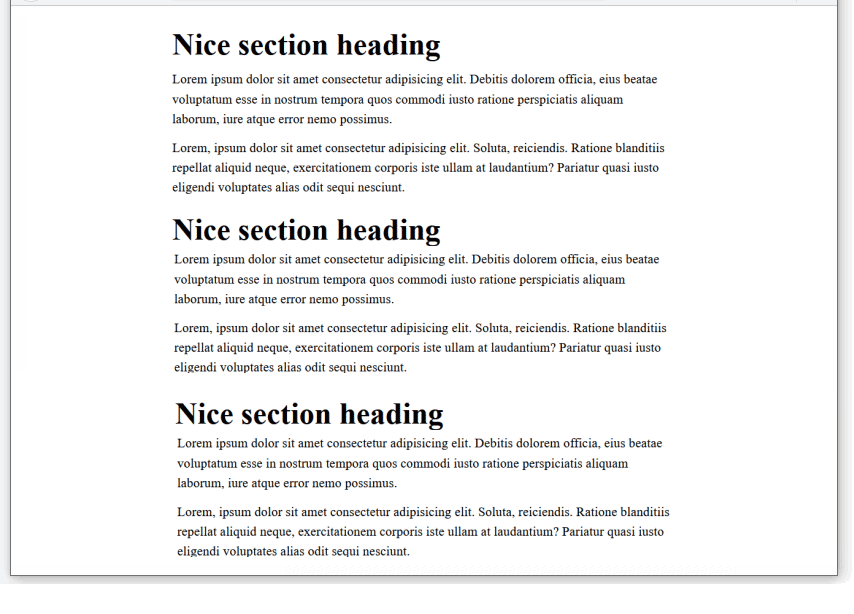 Nice section heading
Lorem ipsum dolor sit amet consectetur adipisicing elit. Debitis dolorem officia, eius beatae
voluptatum esse in nostrum tempora quos commodi iusto ratione perspiciatis aliquam
laborum, iure atque error nemo possimus.
Lorem, ipsum dolor sit amet consectetur adipisicing elit. Soluta, reiciendis. Ratione blanditiis
repellat aliquid neque, exercitationem corporis iste ullam at laudantium? Pariatur quasi iusto
eligendi voluptates alias odit sequi nesciunt.
Nice section heading
Lorem ipsum dolor sit amet consectetur adipisicing elit. Debitis dolorem officia, eius beatae
voluptatum esse in nostrum tempora quos commodi iusto ratione perspiciatis aliquam
laborum, iure atque error nemo possimus.
Lorem, ipsum dolor sit amet consectetur adipisicing elit. Soluta, reiciendis. Ratione blanditiis
repellat aliquid neque, exercitationem corporis iste ullam at laudantium? Pariatur quasi iusto
eligendi voluptates alias odit sequi nesciunt.
Nice section heading
Lorem ipsum dolor sit amet consectetur adipisicing elit. Debitis dolorem officia, eius beatae
voluptatum esse in nostrum tempora quos commodi iusto ratione perspiciatis aliquam
laborum, iure atque error nemo possimus.
Lorem, ipsum dolor sit amet consectetur adipisicing elit. Soluta, reiciendis. Ratione blanditiis
repellat aliquid neque, exercitationem corporis iste ullam at laudantium? Pariatur quasi iusto
eligendi voluptates alias odit sequi nesciunt.